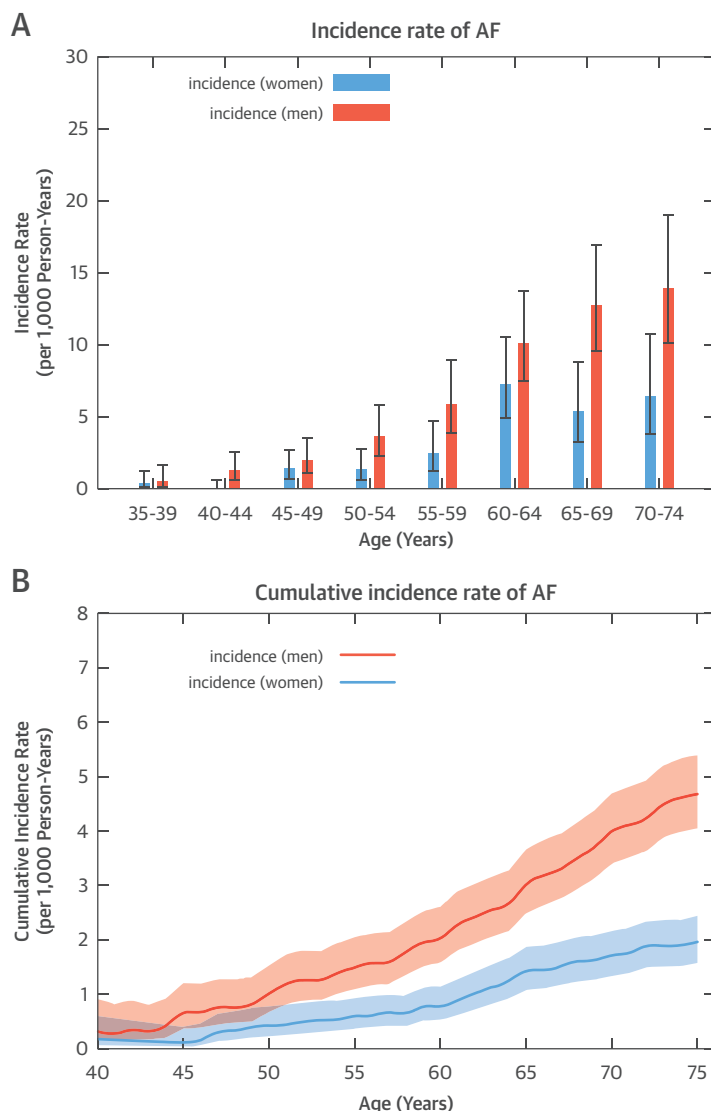 A
Incidence rate of AF
30
25
20
15
10
5
0
Incidence Rate
(per 1,000 Person-Years)
incidence (women)
incidence (men)
35-39 40-44 45-49 50-54 55-59 60-64 65-69 70-74
Age (Years)
B
Cumulative incidence rate of AF
8
7
6
5
4
3
2
1
0
Cumulative Incidence Rate
(per 1,000 Person-Years)
incidence (men)
incidence (women)
40 45 50 55 60 65 70 75
Age (Years)